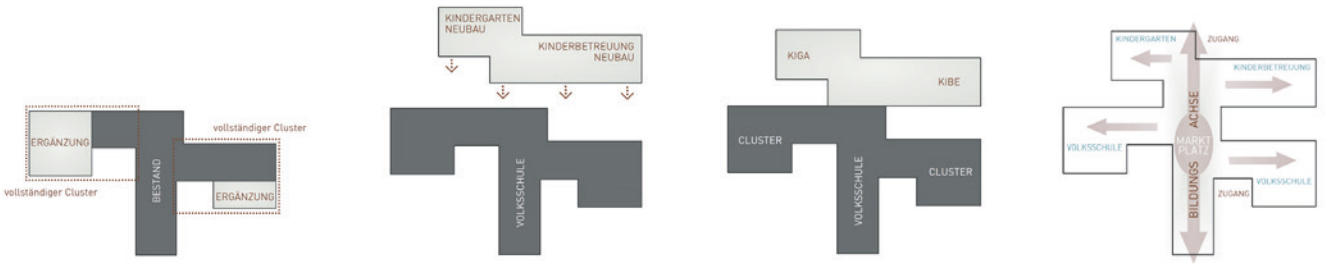 ERGÄNZUNG
vollständiger Cluster
BESTAND
vollständiger Cluster
ERGÄNZUNG
KINDERGARTEN
NEUBAU
KINDERBETREUUNG
NEUBAU
VOLKSSCHULE
KIGA
KIBE
CLUSTER
VOLKSSCHULE
CLUSTER
KINDERGARTEN
ZUGANG
KINDERBETREUUNG
ACHSE
MARKT
PLATZ
VOLKSSCHULE
VOLKSSCHULE
BILDUNGS
ZUGANG